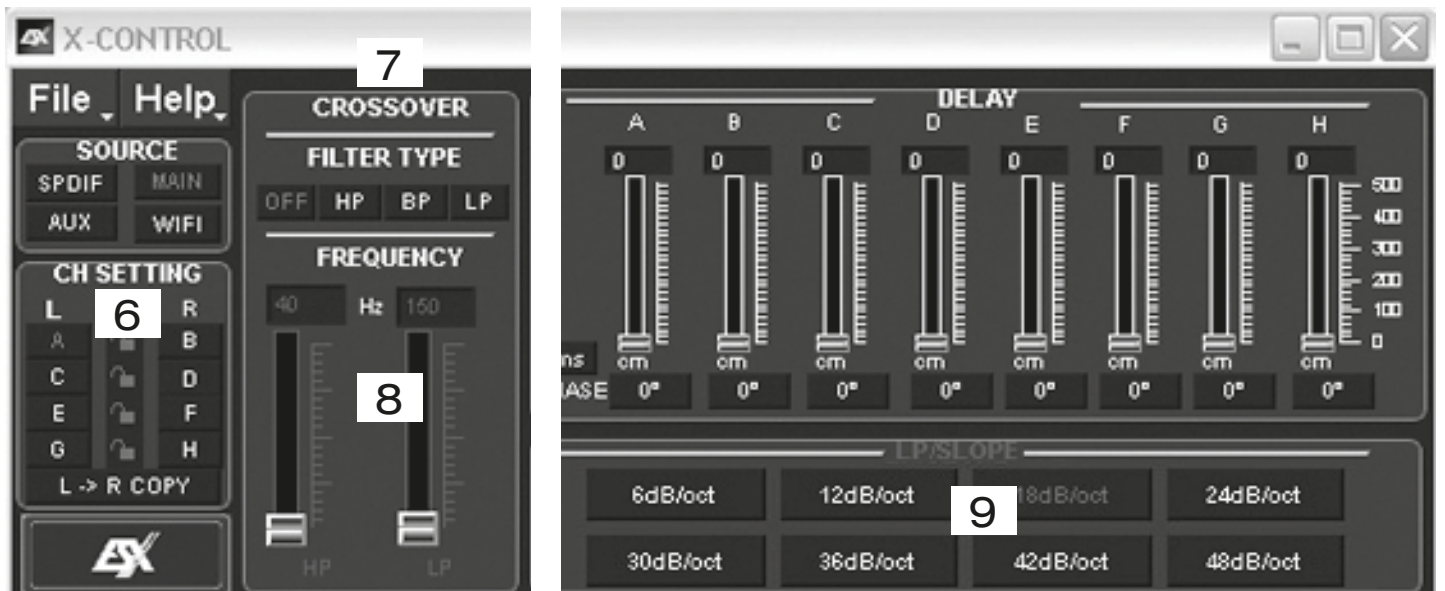 X-CONTROL
File Help
7
CROSSOVER
FILTER TYPE
OFF HP BP LP
FREQUENCY
40 Hz 150
8
HP LP
SOURCE
SPDIF MAIN
AUX WIFI
CH SETTING
L R
6
A B
C D
E F
G H
L -> R COPY
ESX
DELAY
A B C D E F G H
0 0 0 0 0 0 0 0
500
400
300
200
100
0
cm cm cm cm cm cm cm cm
0° 0° 0° 0° 0° 0° 0° 0°
LP/SLOPE
6dB/oct 12dB/oct 18dB/oct 24dB/oct
9
30dB/oct 36dB/oct 42dB/oct 48dB/oct